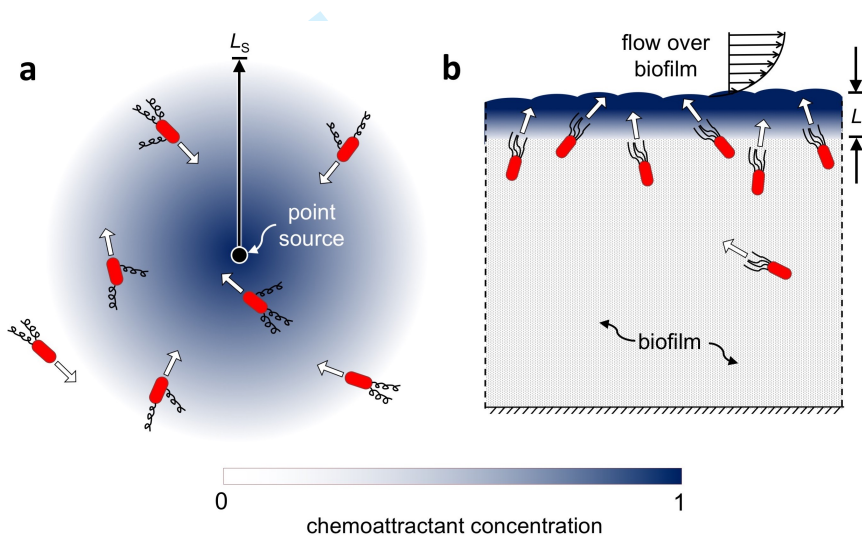 a
L_S
point
source
b
flow over
biofilm
L
biofilm
0
1
chemoattractant concentration